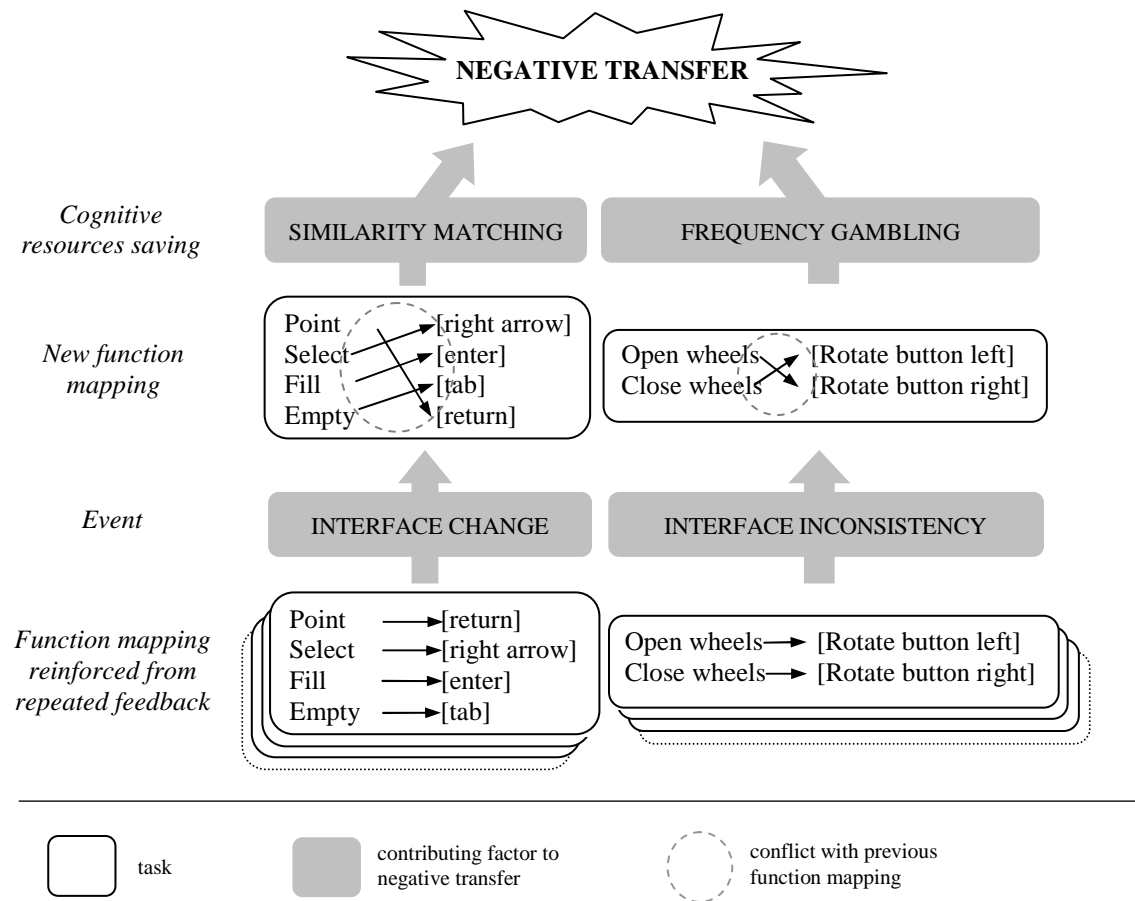 NEGATIVE TRANSFER
Cognitive
resources saving
SIMILARITY MATCHING
FREQUENCY GAMBLING
New function
mapping
Point [right arrow]
Select [enter]
Fill [tab]
Empty [return]
Open wheels [Rotate button left]
Close wheels [Rotate button right]
Event
INTERFACE CHANGE
INTERFACE INCONSISTENCY
Function mapping
reinforced from
repeated feedback
Point [return]
Select [right arrow]
Fill [enter]
Empty [tab]
Open wheels [Rotate button left]
Close wheels [Rotate button right]
task
contributing factor to
negative transfer
conflict with previous
function mapping